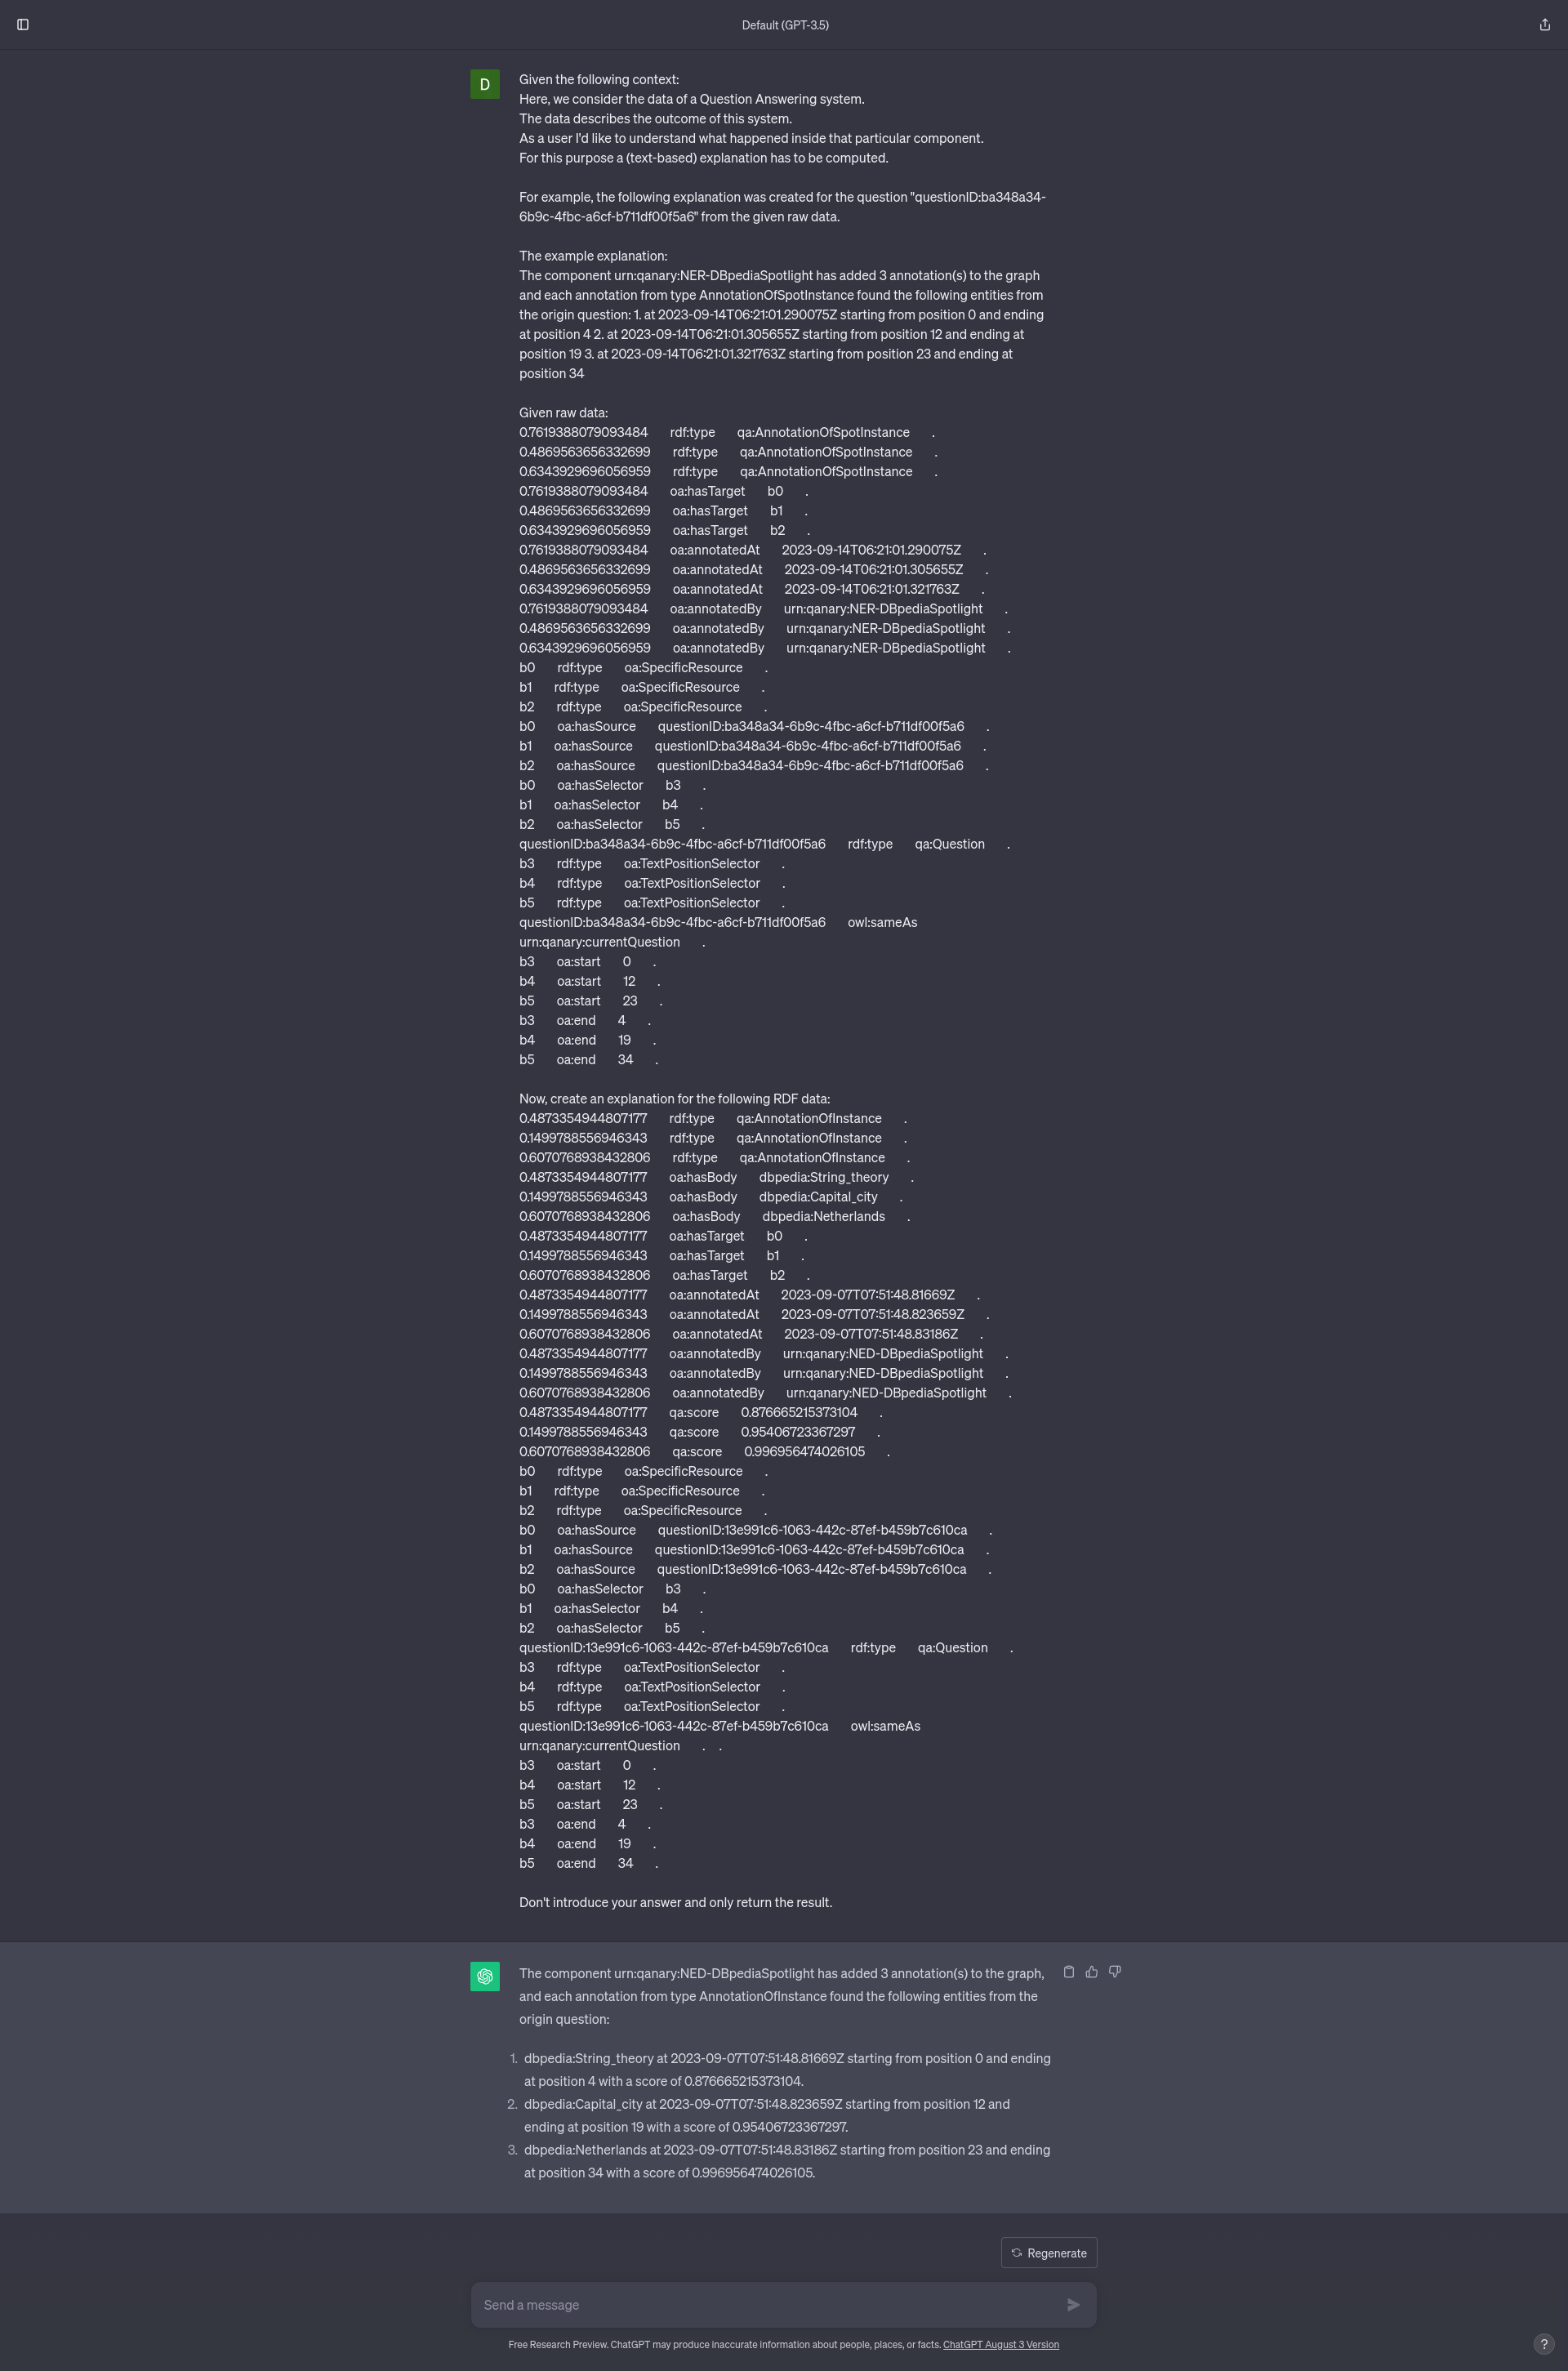 Default (GPT-3.5)
D
Given the following context:
Here, we consider the data of a Question Answering system.
The data describes the outcome of this system.
As a user I'd like to understand what happened inside that particular component.
For this purpose a (text-based) explanation has to be computed.
For example, the following explanation was created for the question "questionID:ba348a34-
6b9c-4fbc-a6cf-b711df00f5a6" from the given raw data.
The example explanation:
The component urn:qanary:NER-DBpediaSpotlight has added 3 annotation(s) to the graph
and each annotation from type AnnotationOfSpotInstance found the following entities from
the origin question: 1. at 2023-09-14T06:21:01.290075Z starting from position 0 and ending
at position 4 2. at 2023-09-14T06:21:01.305655Z starting from position 12 and ending at
position 19 3. at 2023-09-14T06:21:01.321763Z starting from position 23 and ending at
position 34
Given raw data:
0.7619388079093484 rdf:type qa:AnnotationOfSpotInstance .
0.4869563656332699 rdf:type qa:AnnotationOfSpotInstance .
0.6343929696056959 rdf:type qa:AnnotationOfSpotInstance .
0.7619388079093484 oa:hasTarget b0 .
0.4869563656332699 oa:hasTarget b1 .
0.6343929696056959 oa:hasTarget b2 .
0.7619388079093484 oa:annotatedAt 2023-09-14T06:21:01.290075Z .
0.4869563656332699 oa:annotatedAt 2023-09-14T06:21:01.305655Z .
0.6343929696056959 oa:annotatedAt 2023-09-14T06:21:01.321763Z .
0.7619388079093484 oa:annotatedBy urn:qanary:NER-DBpediaSpotlight .
0.4869563656332699 oa:annotatedBy urn:qanary:NER-DBpediaSpotlight .
0.6343929696056959 oa:annotatedBy urn:qanary:NER-DBpediaSpotlight .
b0 rdf:type oa:SpecificResource .
b1 rdf:type oa:SpecificResource .
b2 rdf:type oa:SpecificResource .
b0 oa:hasSource questionID:ba348a34-6b9c-4fbc-a6cf-b711df00f5a6 .
b1 oa:hasSource questionID:ba348a34-6b9c-4fbc-a6cf-b711df00f5a6 .
b2 oa:hasSource questionID:ba348a34-6b9c-4fbc-a6cf-b711df00f5a6 .
b0 oa:hasSelector b3 .
b1 oa:hasSelector b4 .
b2 oa:hasSelector b5 .
questionID:ba348a34-6b9c-4fbc-a6cf-b711df00f5a6 rdf:type qa:Question .
b3 rdf:type oa:TextPositionSelector .
b4 rdf:type oa:TextPositionSelector .
b5 rdf:type oa:TextPositionSelector .
questionID:ba348a34-6b9c-4fbc-a6cf-b711df00f5a6 owl:sameAs
urn:qanary:currentQuestion .
b3 oa:start 0 .
b4 oa:start 12 .
b5 oa:start 23 .
b3 oa:end 4 .
b4 oa:end 19 .
b5 oa:end 34 .
Now, create an explanation for the following RDF data:
0.4873354944807177 rdf:type qa:AnnotationOfInstance .
0.1499788556946343 rdf:type qa:AnnotationOfInstance .
0.6070768938432806 rdf:type qa:AnnotationOfInstance .
0.4873354944807177 oa:hasBody dbpedia:String_theory .
0.1499788556946343 oa:hasBody dbpedia:Capital_city .
0.6070768938432806 oa:hasBody dbpedia:Netherlands .
0.4873354944807177 oa:hasTarget b0 .
0.1499788556946343 oa:hasTarget b1 .
0.6070768938432806 oa:hasTarget b2 .
0.4873354944807177 oa:annotatedAt 2023-09-07T07:51:48.81669Z .
0.1499788556946343 oa:annotatedAt 2023-09-07T07:51:48.823659Z .
0.6070768938432806 oa:annotatedAt 2023-09-07T07:51:48.83186Z .
0.4873354944807177 oa:annotatedBy urn:qanary:NED-DBpediaSpotlight .
0.1499788556946343 oa:annotatedBy urn:qanary:NED-DBpediaSpotlight .
0.6070768938432806 oa:annotatedBy urn:qanary:NED-DBpediaSpotlight .
0.4873354944807177 qa:score 0.876665215373104 .
0.1499788556946343 qa:score 0.95406723367297 .
0.6070768938432806 qa:score 0.996956474026105 .
b0 rdf:type oa:SpecificResource .
b1 rdf:type oa:SpecificResource .
b2 rdf:type oa:SpecificResource .
b0 oa:hasSource questionID:13e991c6-1063-442c-87ef-b459b7c610ca .
b1 oa:hasSource questionID:13e991c6-1063-442c-87ef-b459b7c610ca .
b2 oa:hasSource questionID:13e991c6-1063-442c-87ef-b459b7c610ca .
b0 oa:hasSelector b3 .
b1 oa:hasSelector b4 .
b2 oa:hasSelector b5 .
questionID:13e991c6-1063-442c-87ef-b459b7c610ca rdf:type qa:Question .
b3 rdf:type oa:TextPositionSelector .
b4 rdf:type oa:TextPositionSelector .
b5 rdf:type oa:TextPositionSelector .
questionID:13e991c6-1063-442c-87ef-b459b7c610ca owl:sameAs
urn:qanary:currentQuestion . .
b3 oa:start 0 .
b4 oa:start 12 .
b5 oa:start 23 .
b3 oa:end 4 .
b4 oa:end 19 .
b5 oa:end 34 .
Don't introduce your answer and only return the result.
The component urn:qanary:NED-DBpediaSpotlight has added 3 annotation(s) to the graph,
and each annotation from type AnnotationOfInstance found the following entities from the
origin question:
1. dbpedia:String_theory at 2023-09-07T07:51:48.81669Z starting from position 0 and ending
at position 4 with a score of 0.876665215373104.
2. dbpedia:Capital_city at 2023-09-07T07:51:48.823659Z starting from position 12 and
ending at position 19 with a score of 0.95406723367297.
3. dbpedia:Netherlands at 2023-09-07T07:51:48.83186Z starting from position 23 and ending
at position 34 with a score of 0.996956474026105.
Regenerate
Send a message
Free Research Preview. ChatGPT may produce inaccurate information about people, places, or facts. ChatGPT August 3 Version
?